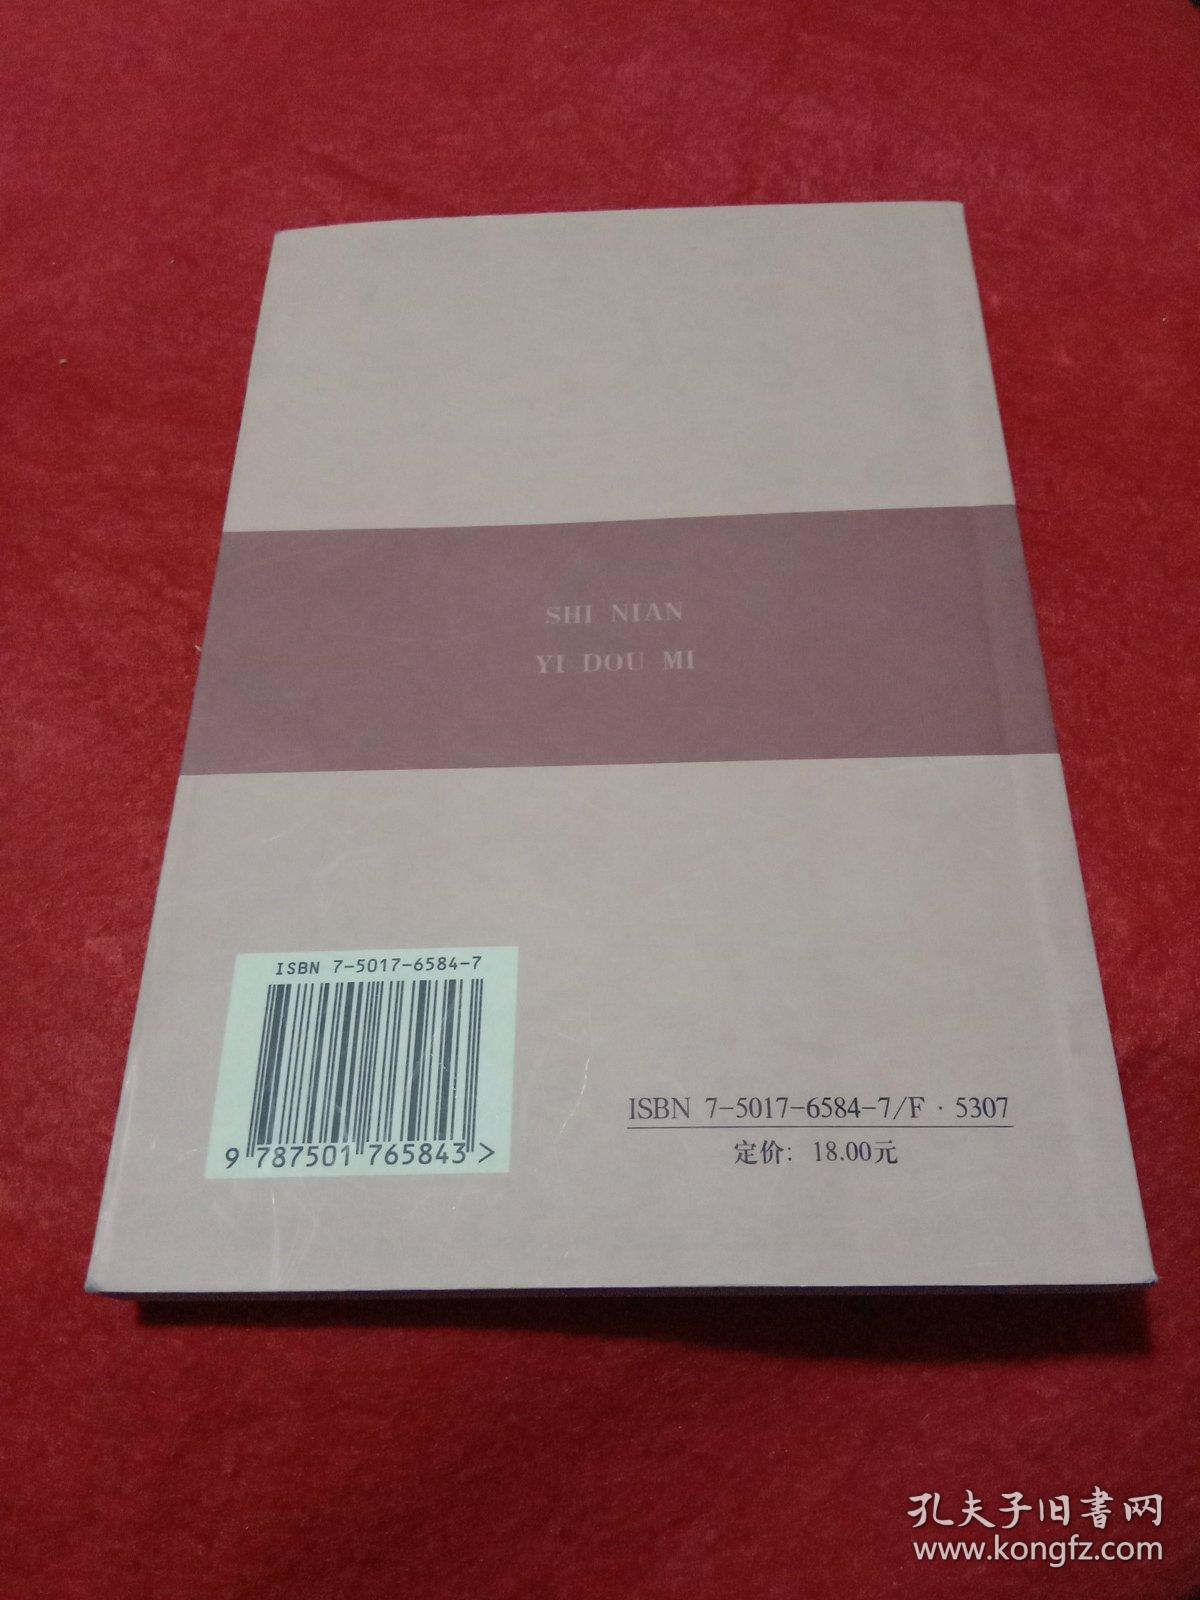 SHI NIAN
YI DOU MI
ISBN 7-5017-6584-7
9 787501 765843 >
ISBN 7-5017-6584-7/F · 5307
定价：18.00元
孔夫子旧书网
www.kongfz.com